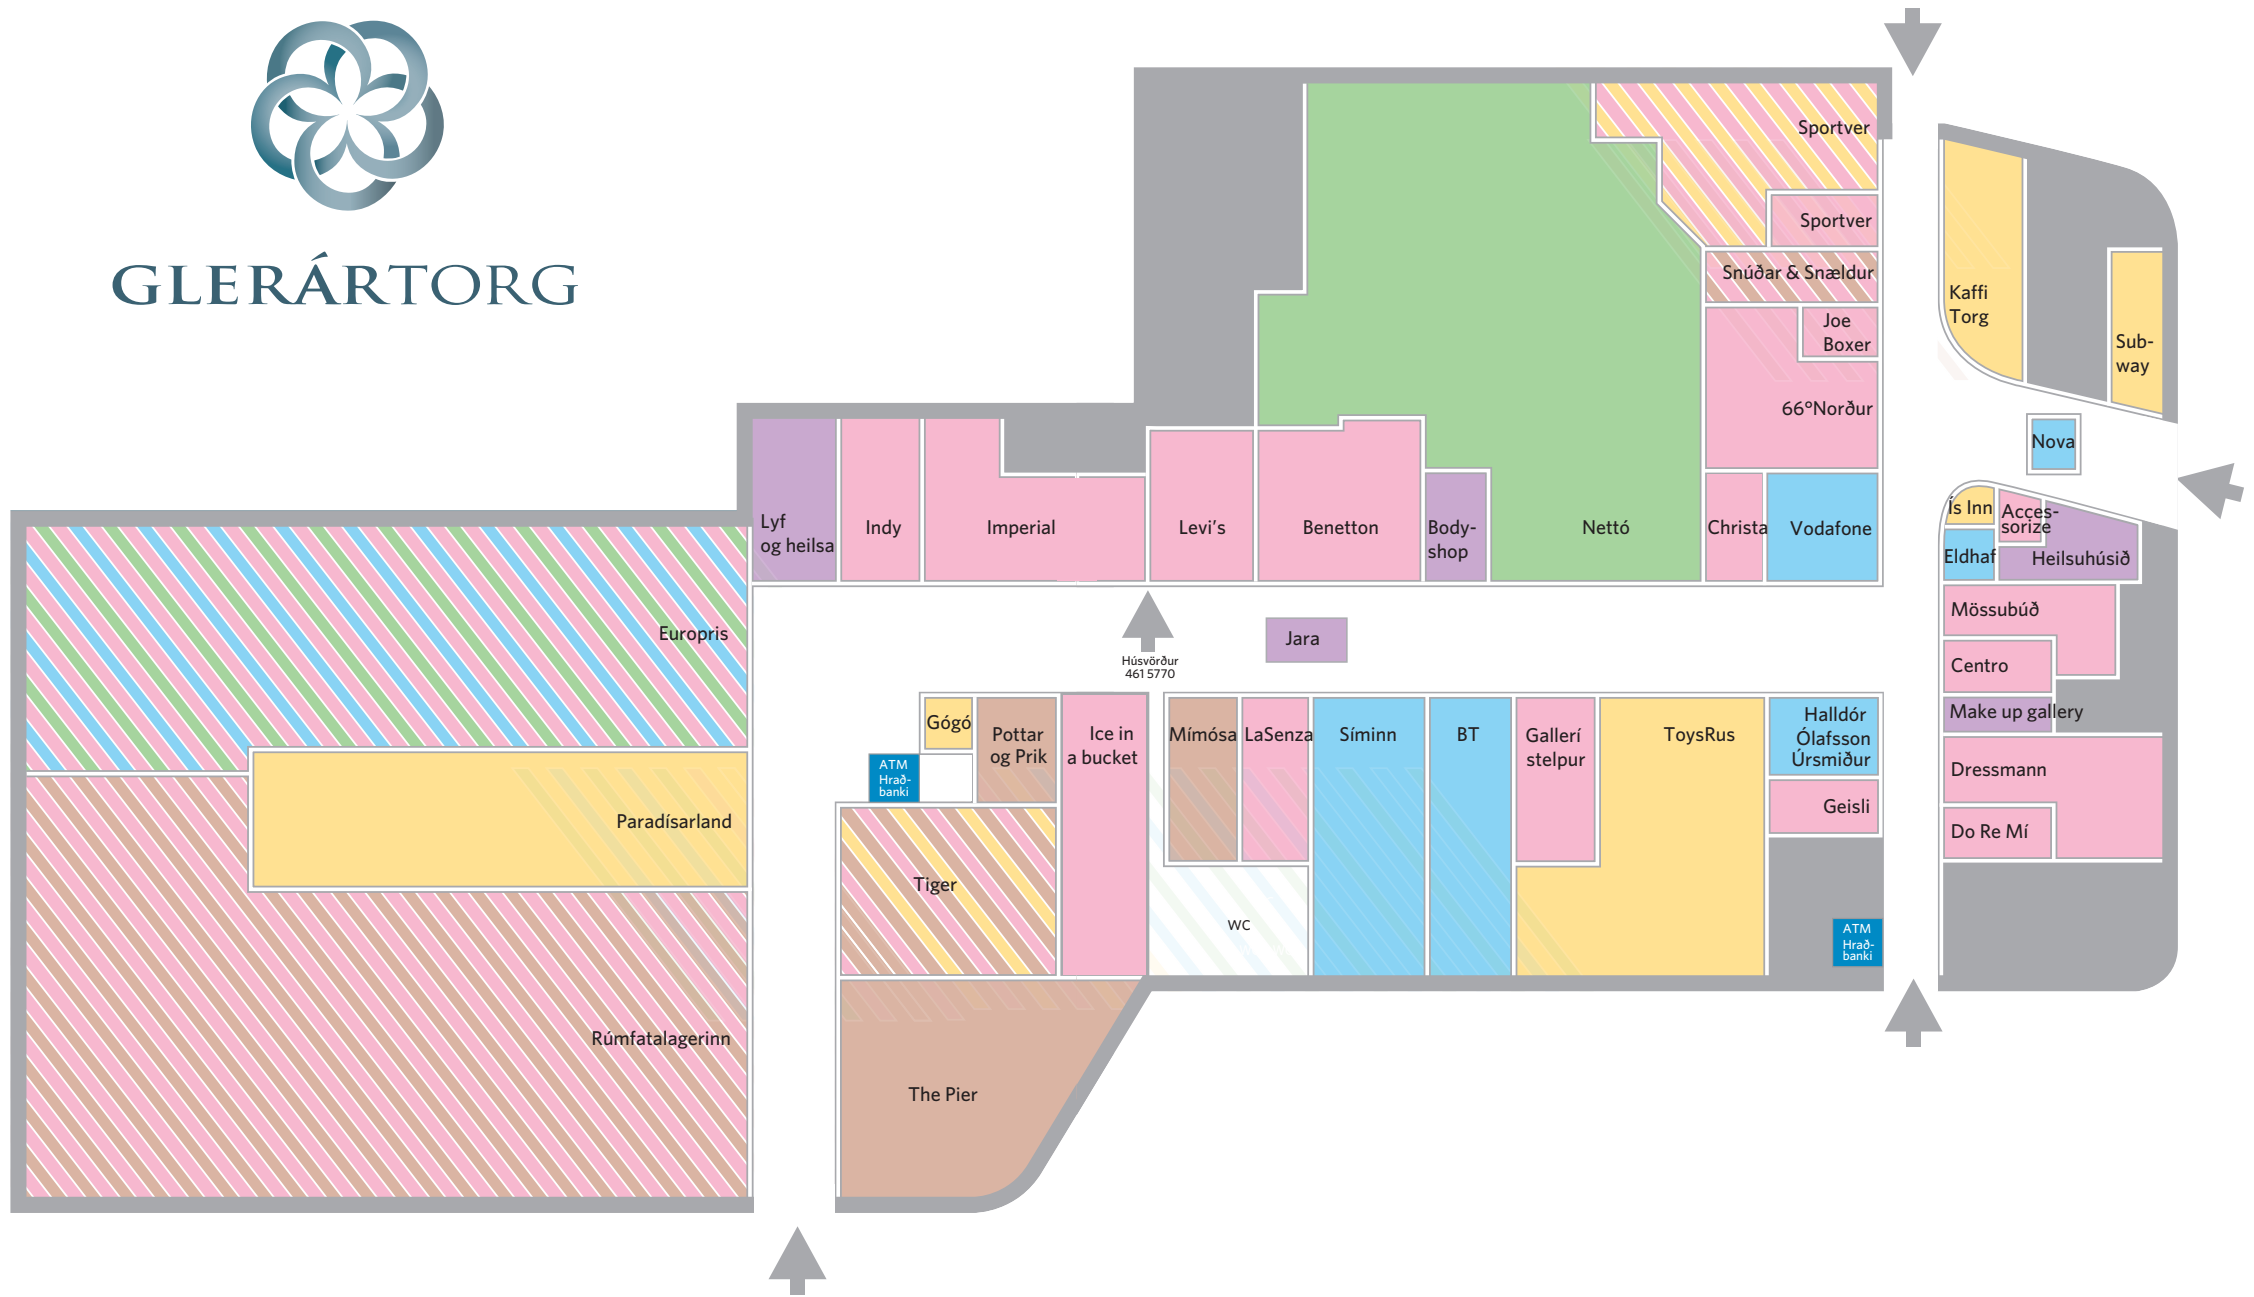 GLERÁRTORG
Sportver
Sportver
Snúðar & Snældur
Joe
Boxer
66°Norður
Kaffi
Torg
Sub-
way
Nova
Lyf
og heilsa
Indy
Imperial
Levi's
Benetton
Body-
shop
Nettó
Christa
Vodafone
Ís Inn
Acces-
sorize
Eldhaf
Heilsuhúsið
Mössubúð
Centro
Make up gallery
Dressmann
Do Re Mí
Europris
Jara
Húsvörður
461 5770
Gógó
Pottar
og Prik
Ice in
a bucket
Mímósa
LaSenza
Síminn
BT
Gallerí
stelpur
ToysRus
Halldór
Ólafsson
Úrsmiður
Geisli
ATM
Hrað-
banki
Paradísarland
Tiger
wc
ATM
Hrað-
banki
Rúmfatalagerinn
The Pier